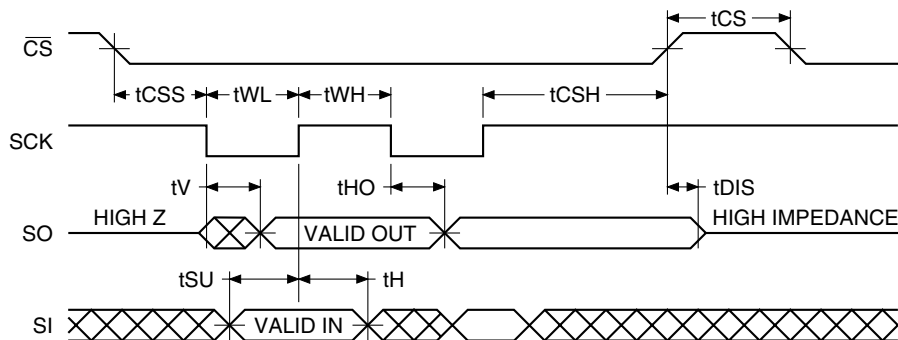 tCS
C̅S̅
tCSS tWL tWH tCSH
SCK
tV tHO tDIS
HIGH Z HIGH IMPEDANCE
SO VALID OUT
tSU tH
SI VALID IN